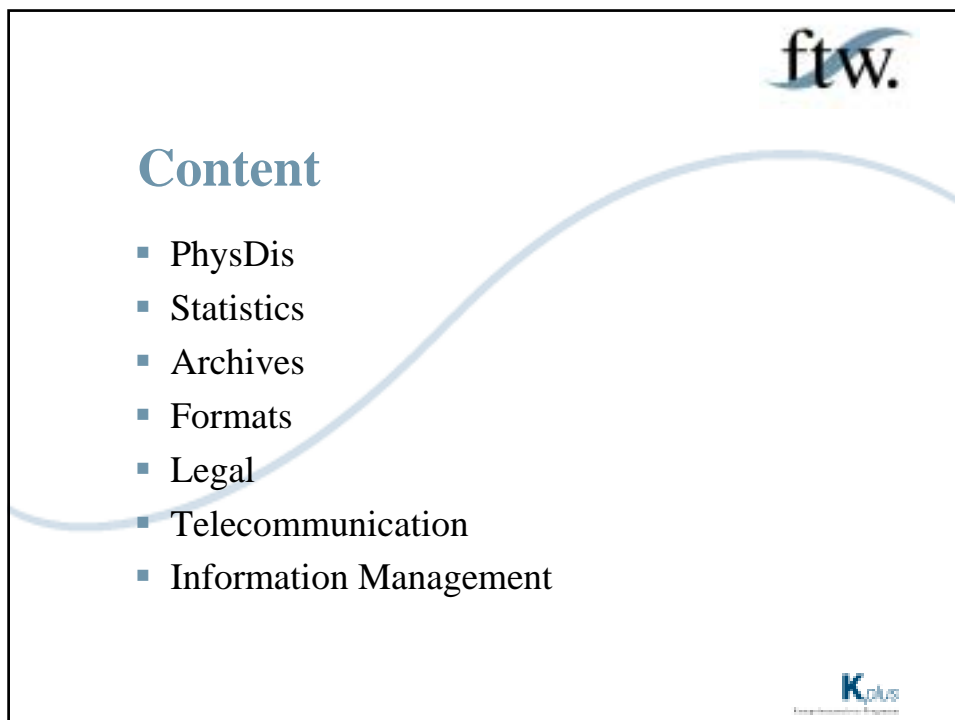 ftw.
Content
PhysDis
Statistics
Archives
Formats
Legal
Telecommunication
Information Management
Kplus